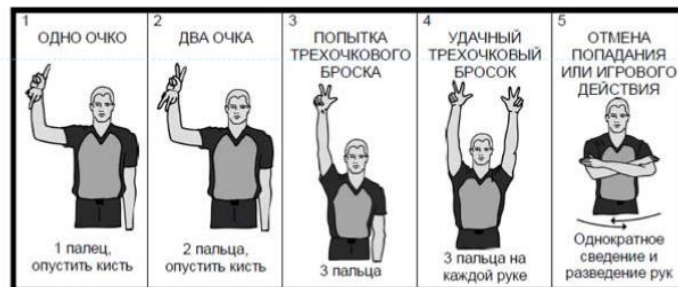 1
ОДНО ОЧКО
1 палец,
опустить кисть
2
ДВА ОЧКА
2 пальца,
опустить кисть
3
ПОПЫТКА
ТРЕХОЧКОВОГО
БРОСКА
3 пальца
4
УДАЧНЫЙ
ТРЕХОЧКОВЫЙ
БРОСОК
3 пальца на
каждой руке
5
ОТМЕНА
ПОПАДАНИЯ
ИЛИ ИГРОВОГО
ДЕЙСТВИЯ
Однократное
сведение и
разведение рук